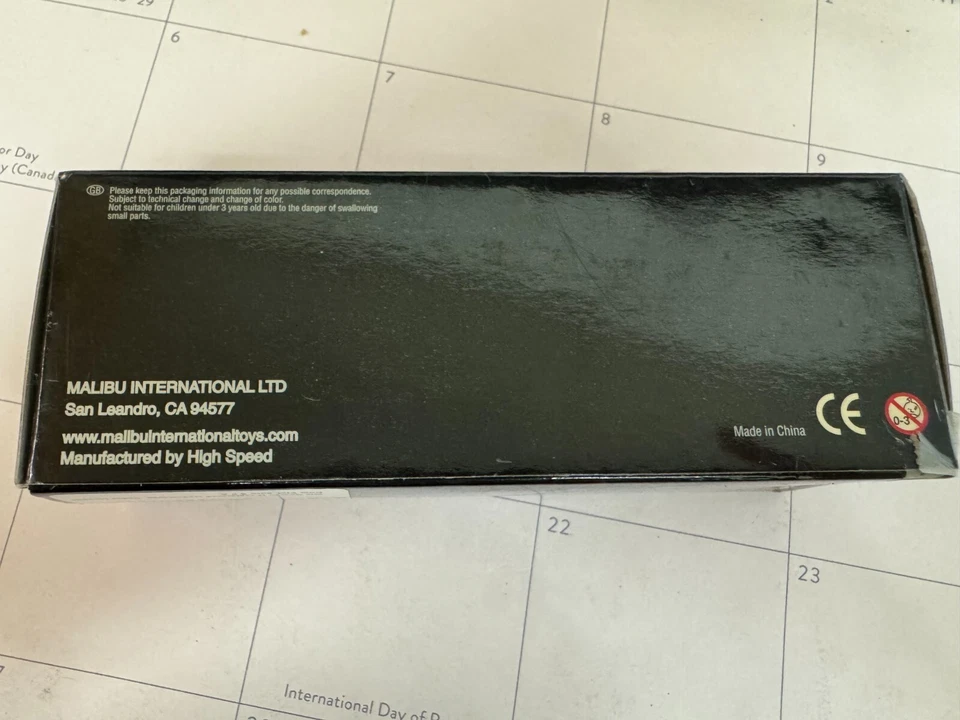 29
2
6
7
8
9
or Day
y (Canad
GB Please keep this packaging information for any possible correspondence.
Subject to technical change and change of color.
Not suitable for children under 3 years old due to the danger of swallowing
small parts.
MALIBU INTERNATIONAL LTD
San Leandro, CA 94577
www.malibuinternationaltoys.com
Manufactured by High Speed
Made in China
CE
0-3
22
23
International Day of